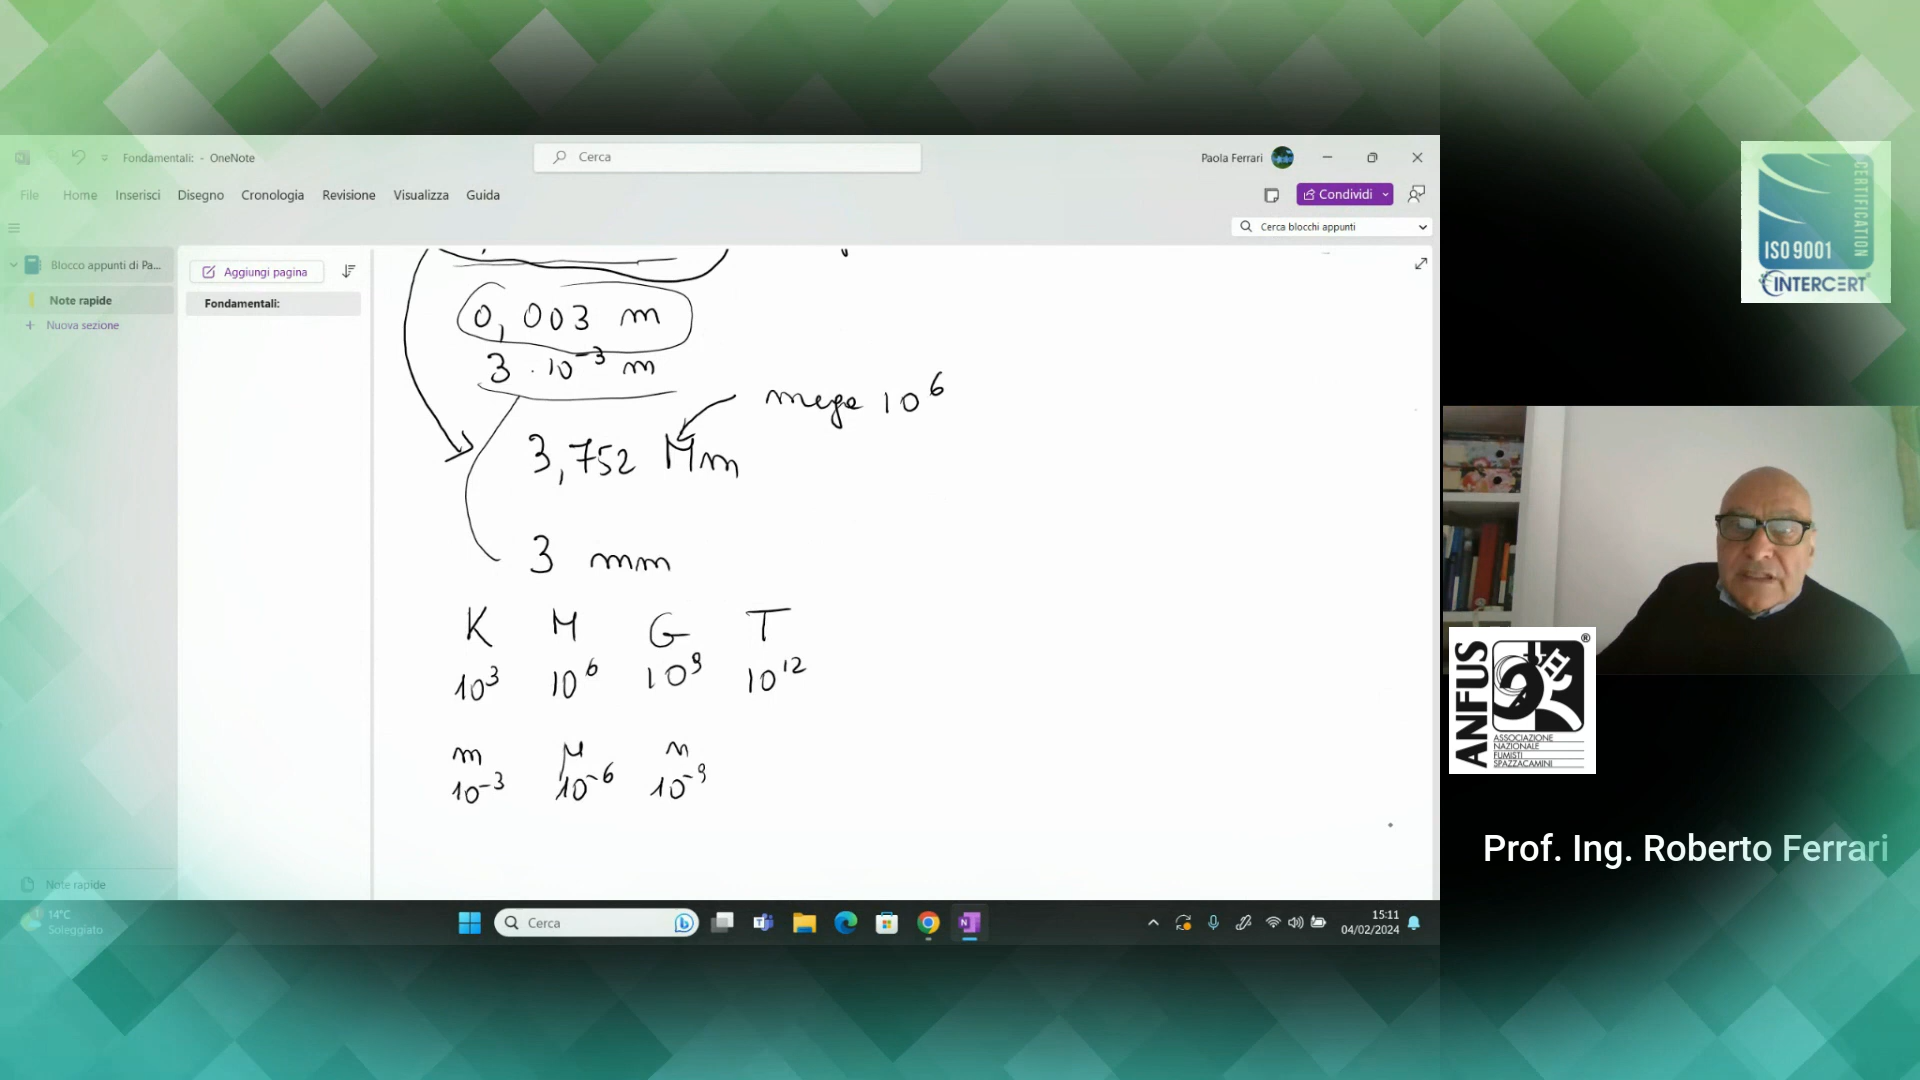 Fondamentali: - OneNote
Cerca
Paola Ferrari
File Home Inserisci Disegno Cronologia Revisione Visualizza Guida
Condividi
Cerca blocchi appunti
Blocco appunti di Pa...
Note rapide
+ Nuova sezione
Aggiungi pagina
Fondamentali:
0,003 m
3 · 10⁻³ m
mega 10⁶
3,752 Mm
3 mm
K M G T
10³ 10⁶ 10⁹ 10¹²
m μ n
10⁻³ 10⁻⁶ 10⁻⁹
Note rapide
14°C
Soleggiato
Cerca
15:11
04/02/2024
CERTIFICATION
ISO 9001
INTERCERT
ANFUS
®
ASSOCIAZIONE
NAZIONALE
FUMISTI
SPAZZACAMINI
Prof. Ing. Roberto Ferrari